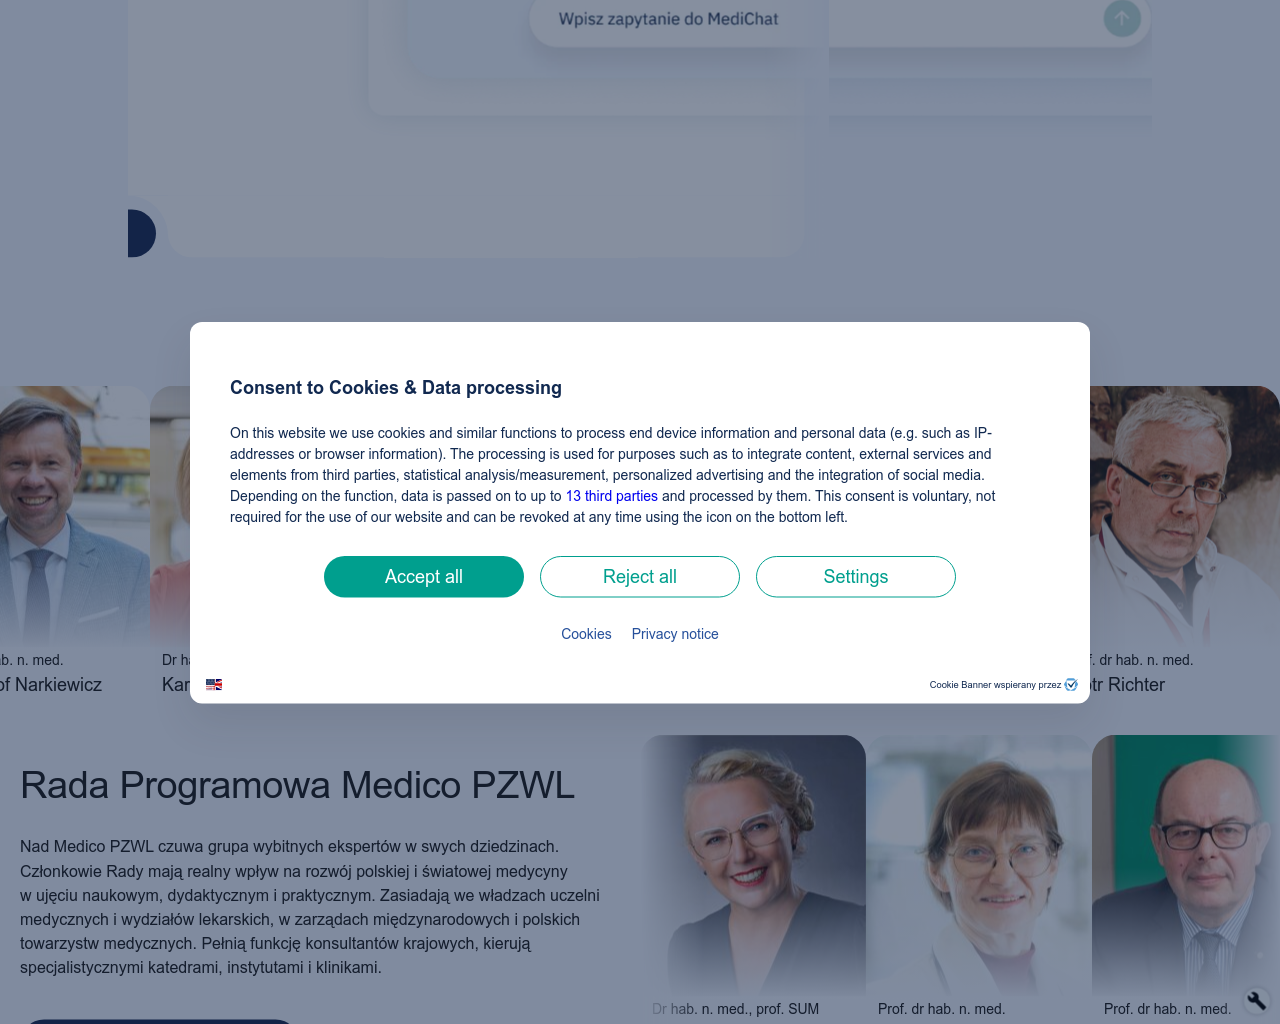 Wpisz zapytanie do MediChat
Consent to Cookies & Data processing
On this website we use cookies and similar functions to process end device information and personal data (e.g. such as IP-
addresses or browser information). The processing is used for purposes such as to integrate content, external services and
elements from third parties, statistical analysis/measurement, personalized advertising and the integration of social media.
Depending on the function, data is passed on to up to 13 third parties and processed by them. This consent is voluntary, not
required for the use of our website and can be revoked at any time using the icon on the bottom left.
Accept all
Reject all
Settings
Cookies
Privacy notice
Cookie Banner wspierany przez
n. med.
Narkiewicz
Dr
dr hab. n. med.
Richter
Rada Programowa Medico PZWL
Nad Medico PZWL czuwa grupa wybitnych ekspertów w swych dziedzinach.
Członkowie Rady mają realny wpływ na rozwój polskiej i światowej medycyny
w ujęciu naukowym, dydaktycznym i praktycznym. Zasiadają we władzach uczelni
medycznych i wydziałów lekarskich, w zarządach międzynarodowych i polskich
towarzystw medycznych. Pełnią funkcję konsultantów krajowych, kierują
specjalistycznymi katedrami, instytutami i klinikami.
Dr hab. n. med., prof. SUM
Prof. dr hab. n. med.
Prof. dr hab. n. med.